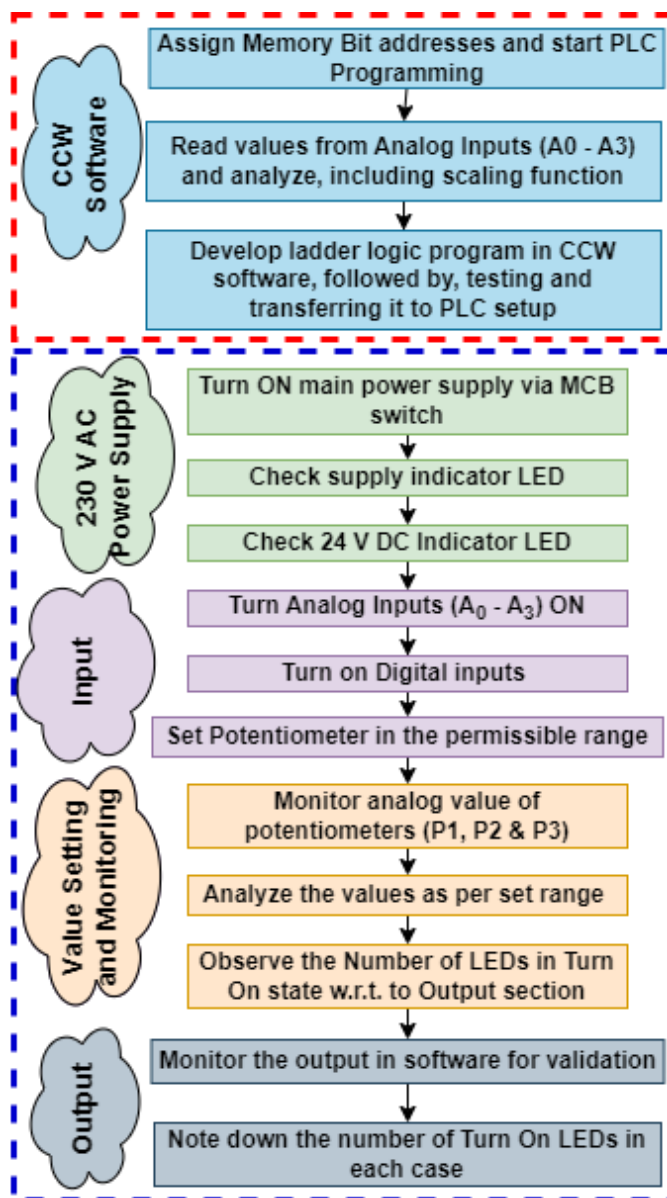 CCW
Software
Assign Memory Bit addresses and start PLC
Programming
Read values from Analog Inputs (A0 - A3)
and analyze, including scaling function
Develop ladder logic program in CCW
software, followed by, testing and
transferring it to PLC setup
230 V AC
Power Supply
Turn ON main power supply via MCB
switch
Check supply indicator LED
Check 24 V DC Indicator LED
Input
Turn Analog Inputs (A₀ - A₃) ON
Turn on Digital inputs
Set Potentiometer in the permissible range
Value Setting
and Monitoring
Monitor analog value of
potentiometers (P1, P2 & P3)
Analyze the values as per set range
Observe the Number of LEDs in Turn
On state w.r.t. to Output section
Output
Monitor the output in software for validation
Note down the number of Turn On LEDs in
each case